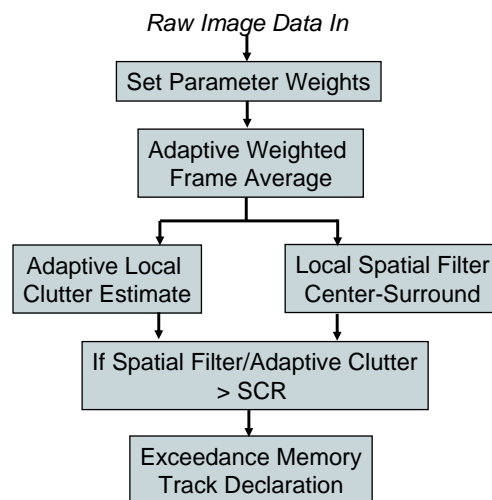 Raw Image Data In
Set Parameter Weights
Adaptive Weighted
Frame Average
Adaptive Local
Clutter Estimate
Local Spatial Filter
Center-Surround
If Spatial Filter/Adaptive Clutter
> SCR
Exceedance Memory
Track Declaration